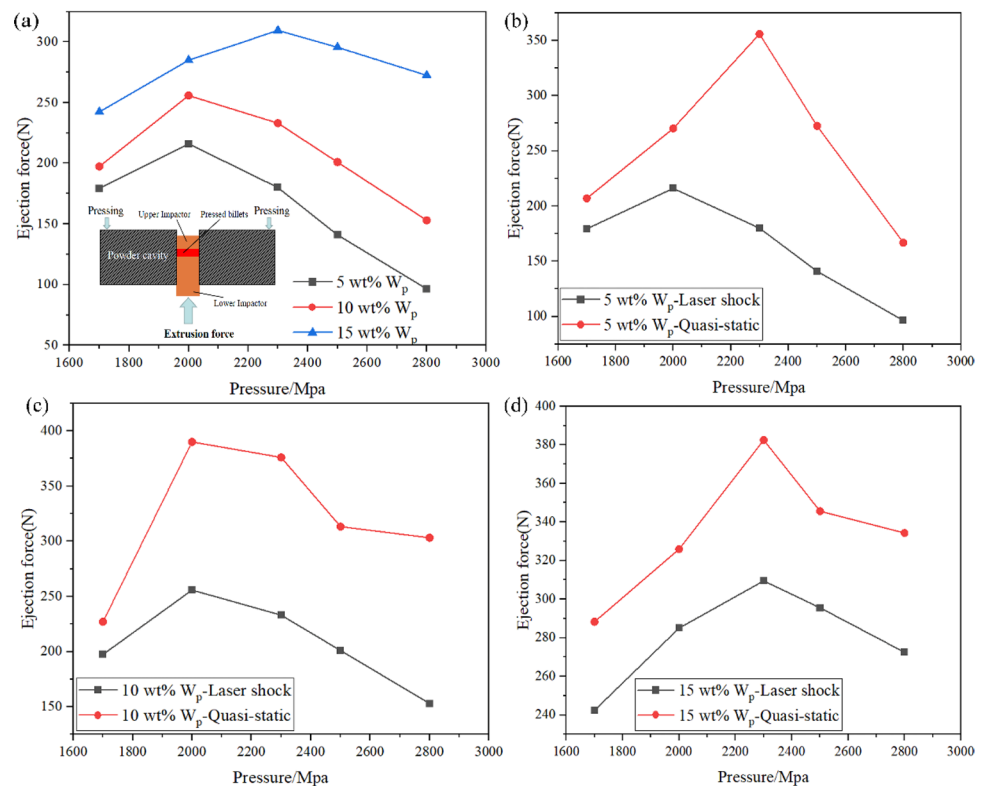 (a)
300
250
200
150
100
50
Ejection force(N)
1600 1800 2000 2200 2400 2600 2800 3000
Pressure/Mpa
Pressing
Upper Impactor
Pressed billets
Pressing
Powder cavity
Lower Impactor
Extrusion force
5 wt% Wp
10 wt% Wp
15 wt% Wp
(b)
350
300
250
200
150
100
Ejection force(N)
5 wt% Wp-Laser shock
5 wt% Wp-Quasi-static
1600 1800 2000 2200 2400 2600 2800 3000
Pressure/Mpa
(c)
400
350
300
250
200
150
Ejection force(N)
10 wt% Wp-Laser shock
10 wt% Wp-Quasi-static
1600 1800 2000 2200 2400 2600 2800 3000
Pressure/Mpa
(d)
400
380
360
340
320
300
280
260
240
Ejection force(N)
15 wt% Wp-Laser shock
15 wt% Wp-Quasi-static
1600 1800 2000 2200 2400 2600 2800 3000
Pressure/Mpa